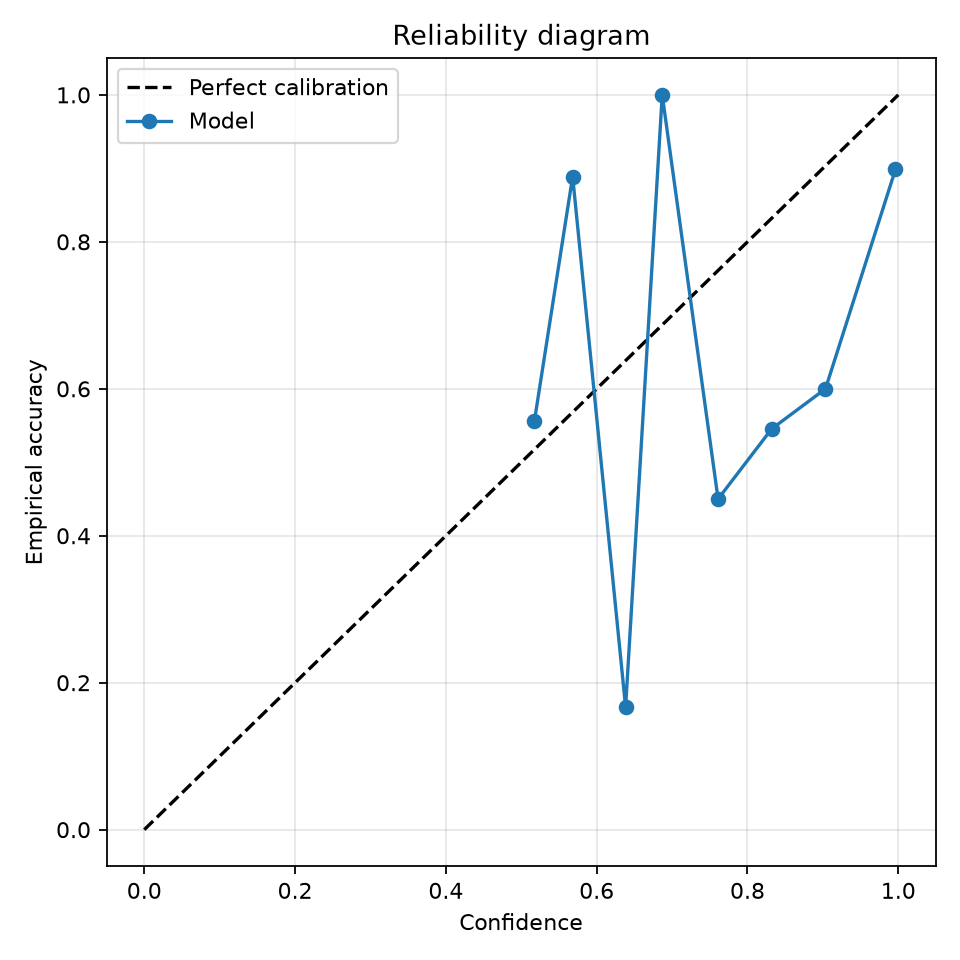 Reliability diagram
Perfect calibration
Model
1.0
0.8
0.6
0.4
0.2
0.0
Empirical accuracy
0.0 0.2 0.4 0.6 0.8 1.0
Confidence